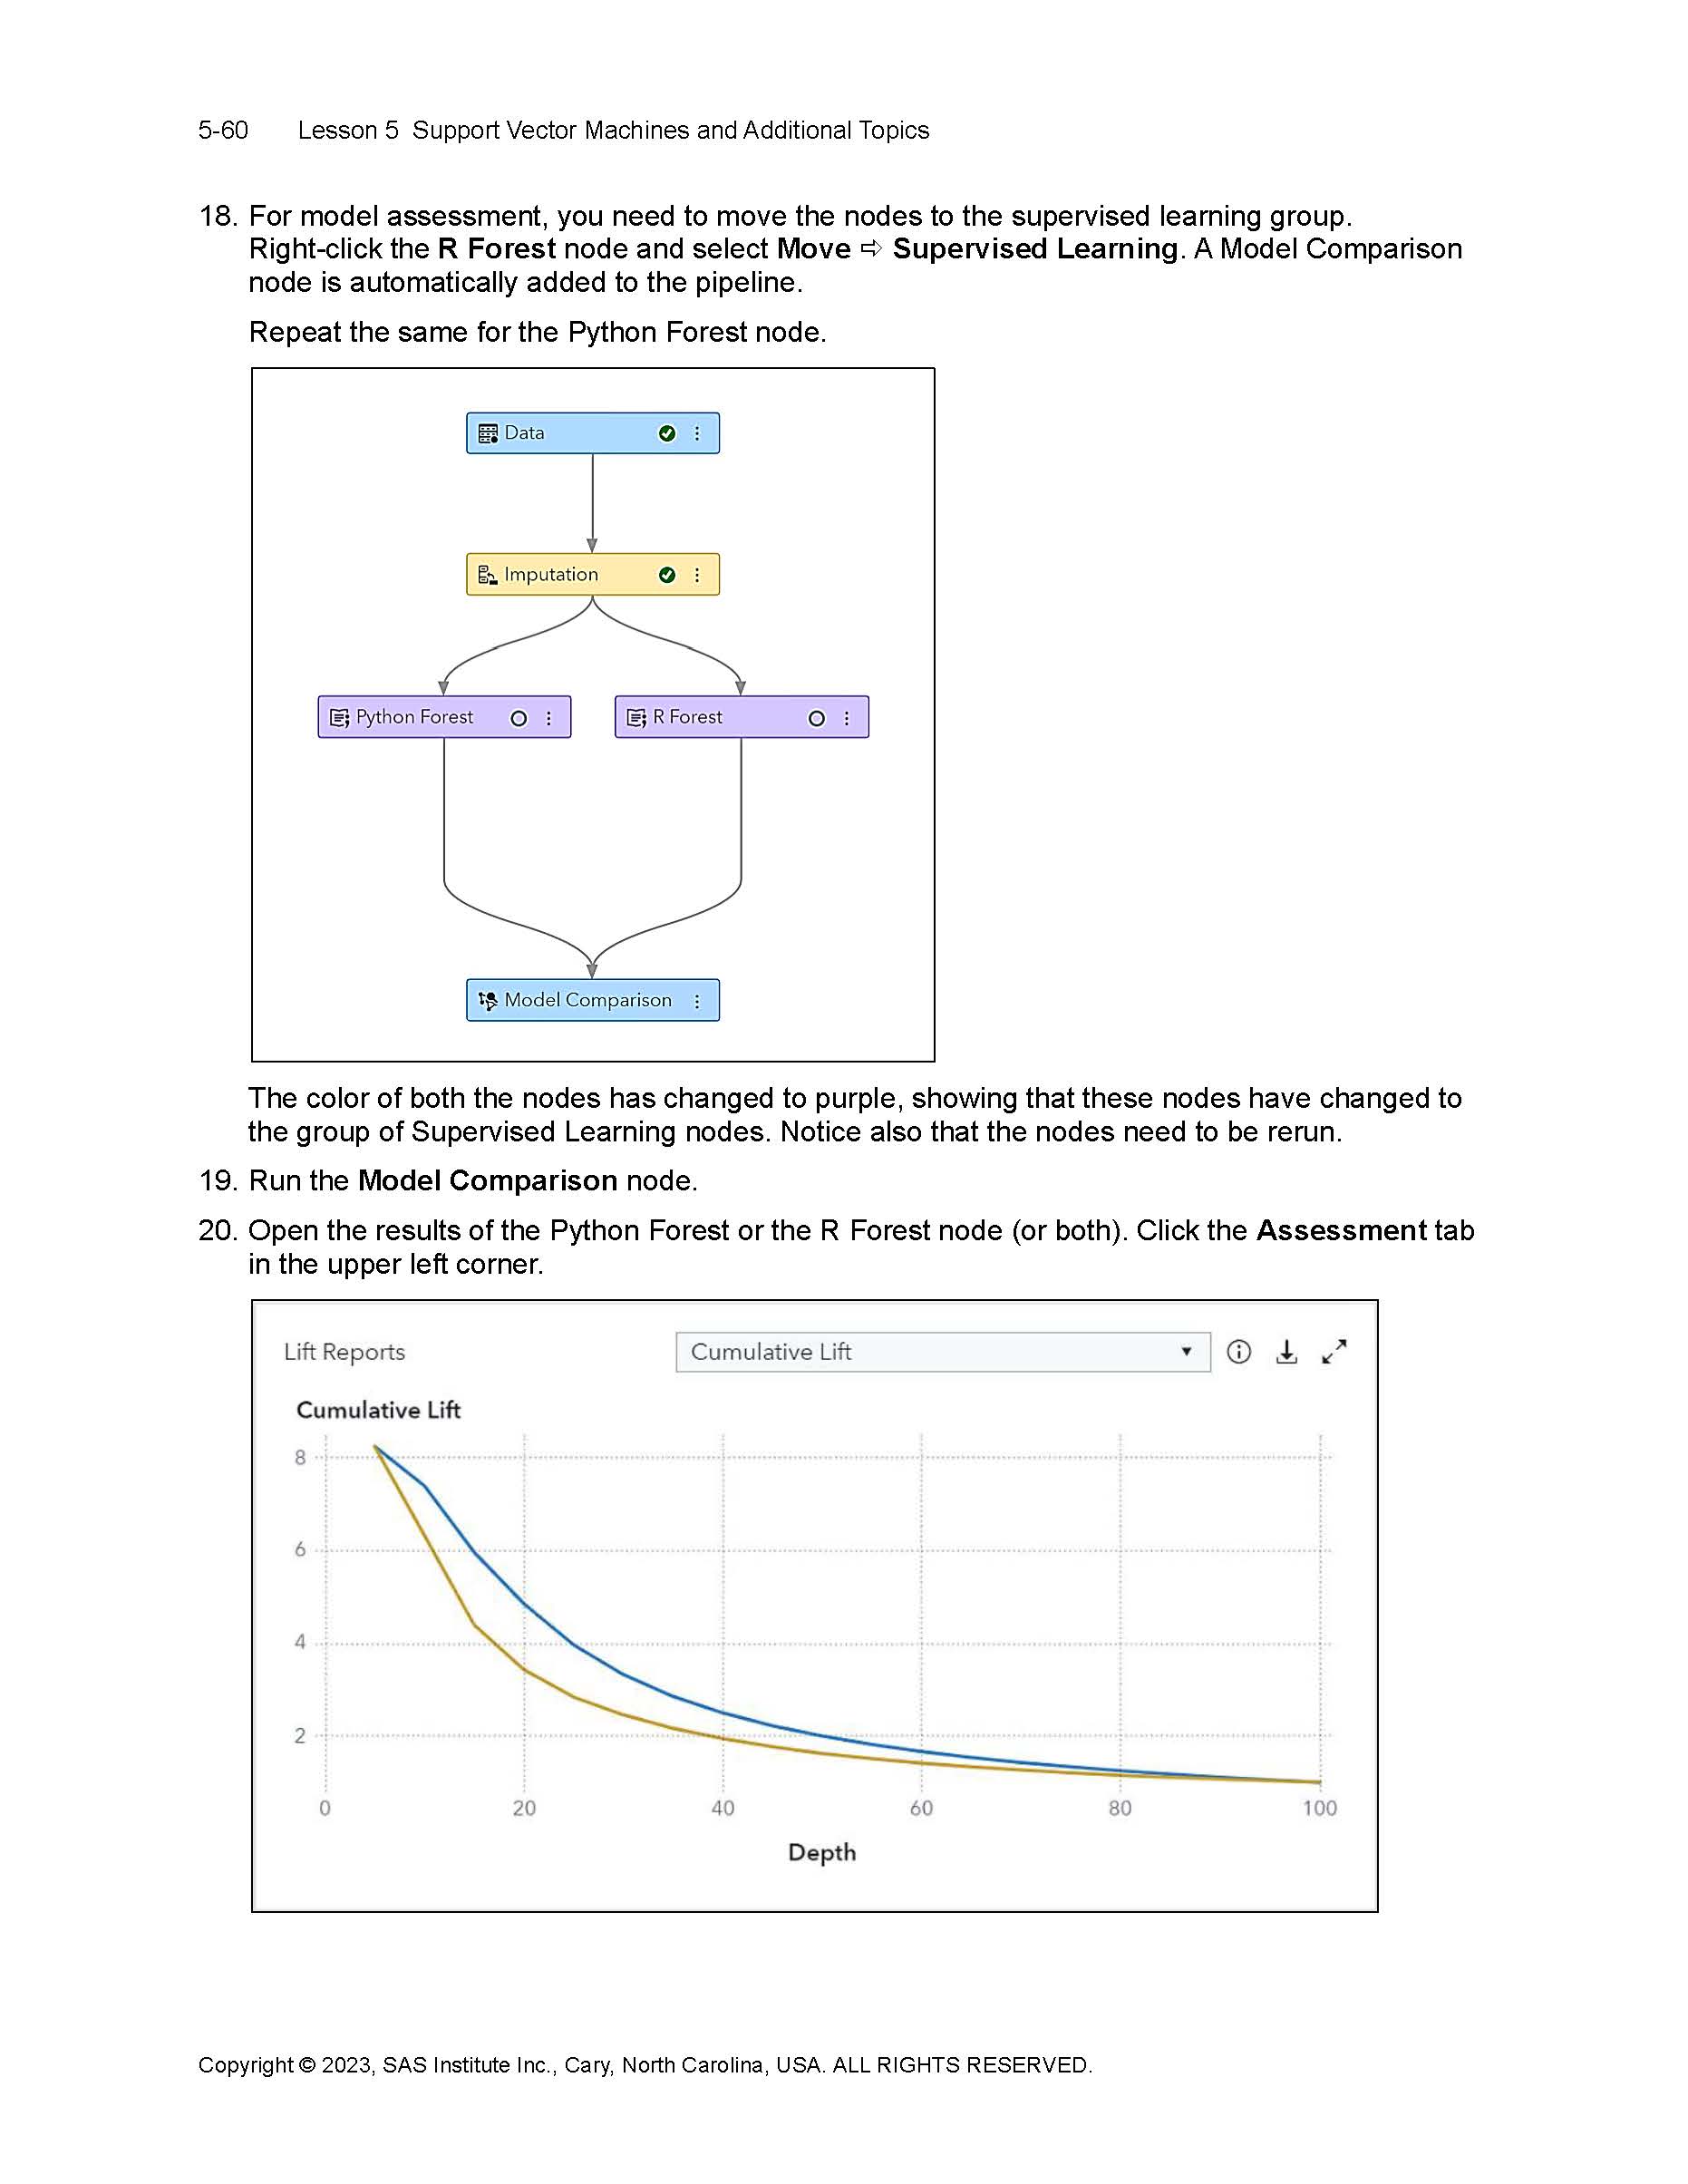 5-60 Lesson 5 Support Vector Machines and Additional Topics
18. For model assessment, you need to move the nodes to the supervised learning group.
Right-click the R Forest node and select Move ⇨ Supervised Learning. A Model Comparison
node is automatically added to the pipeline.
Repeat the same for the Python Forest node.
Data
Imputation
Python Forest
R Forest
Model Comparison
The color of both the nodes has changed to purple, showing that these nodes have changed to
the group of Supervised Learning nodes. Notice also that the nodes need to be rerun.
19. Run the Model Comparison node.
20. Open the results of the Python Forest or the R Forest node (or both). Click the Assessment tab
in the upper left corner.
Lift Reports
Cumulative Lift
Cumulative Lift
8
6
4
2
0 20 40 60 80 100
Depth
Copyright © 2023, SAS Institute Inc., Cary, North Carolina, USA. ALL RIGHTS RESERVED.